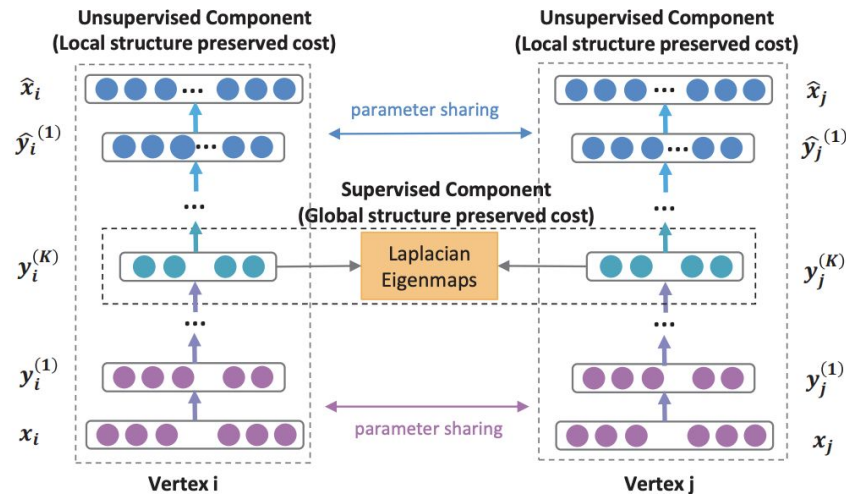 Unsupervised Component
(Local structure preserved cost)
Unsupervised Component
(Local structure preserved cost)
x̂ᵢ
...
x̂ⱼ
...
parameter sharing
ŷᵢ⁽¹⁾
...
ŷⱼ⁽¹⁾
...
...
...
Supervised Component
(Global structure preserved cost)
yᵢ⁽ᴷ⁾
Laplacian
Eigenmaps
yⱼ⁽ᴷ⁾
...
...
yᵢ⁽¹⁾
yⱼ⁽¹⁾
parameter sharing
xᵢ
xⱼ
Vertex i
Vertex j